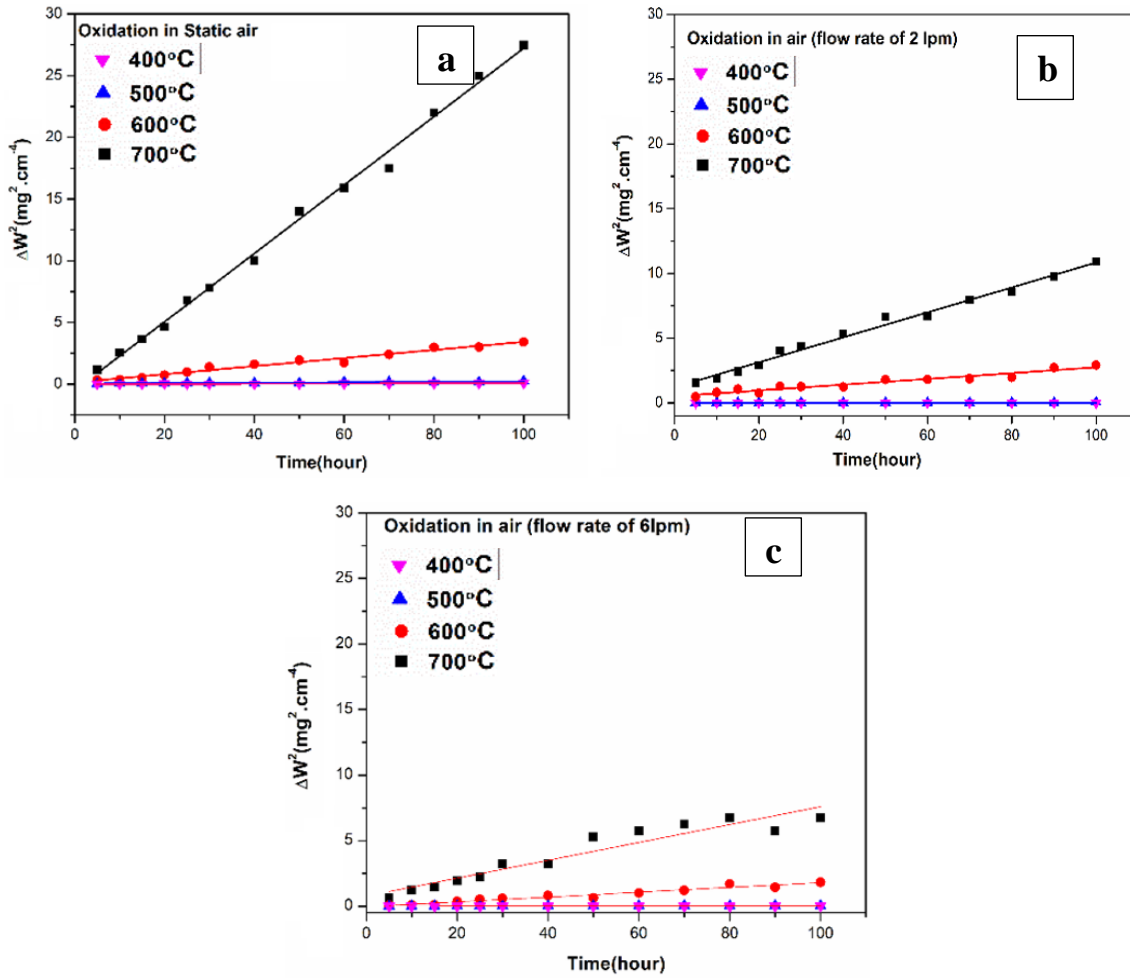 Oxidation in Static air
400°C
500°C
600°C
700°C
a
30
25
20
15
10
5
0
ΔW²(mg².cm⁻⁴)
0 20 40 60 80 100
Time(hour)
Oxidation in air (flow rate of 2 lpm)
400°C
500°C
600°C
700°C
b
30
25
20
15
10
5
0
ΔW²(mg².cm⁻⁴)
0 20 40 60 80 100
Time(hour)
Oxidation in air (flow rate of 6lpm)
400°C
500°C
600°C
700°C
c
30
25
20
15
10
5
0
ΔW²(mg².cm⁻⁴)
0 20 40 60 80 100
Time(hour)